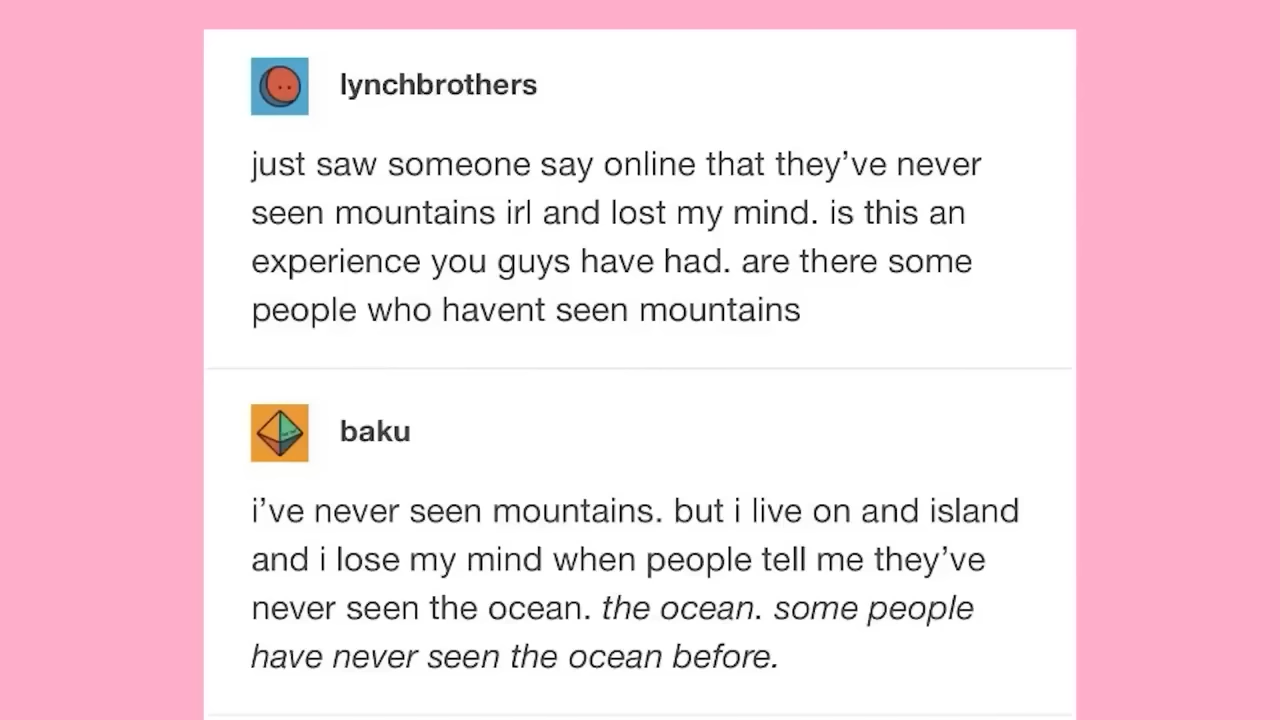 lynchbrothers
just saw someone say online that they’ve never
seen mountains irl and lost my mind. is this an
experience you guys have had. are there some
people who havent seen mountains
baku
i’ve never seen mountains. but i live on and island
and i lose my mind when people tell me they’ve
never seen the ocean. the ocean. some people
have never seen the ocean before.